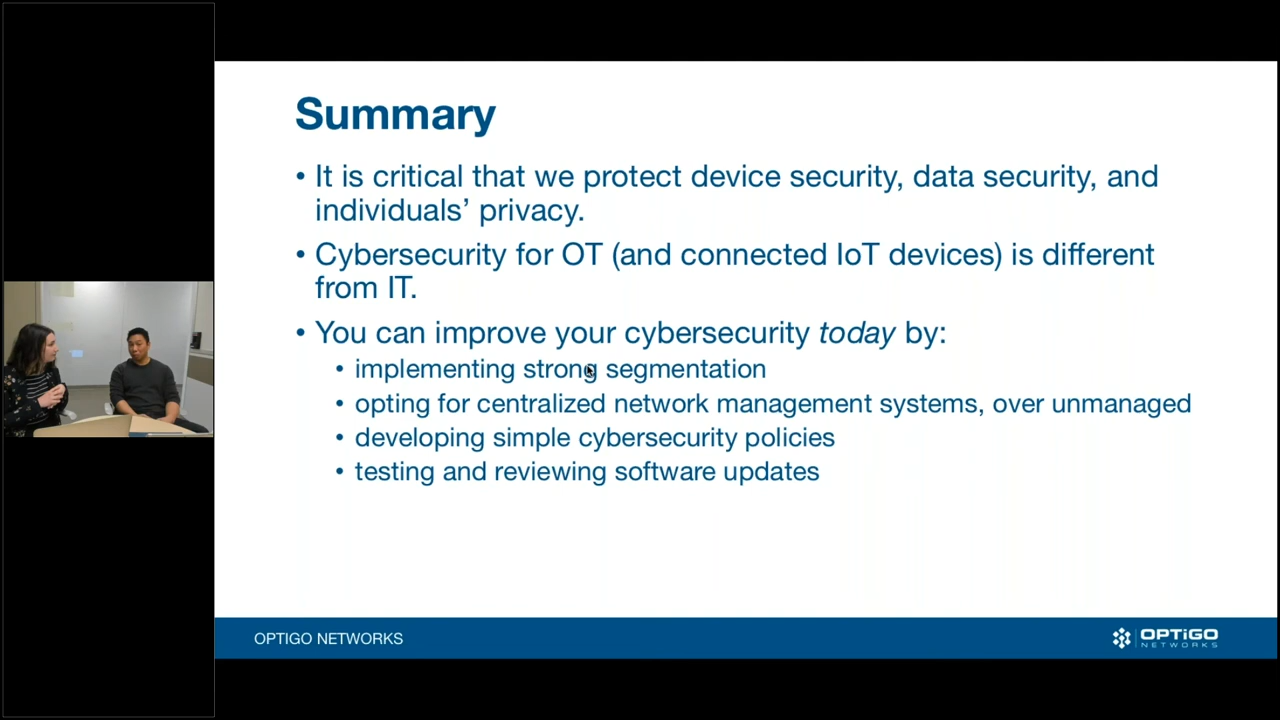 Summary
• It is critical that we protect device security, data security, and
individuals’ privacy.
• Cybersecurity for OT (and connected IoT devices) is different
from IT.
• You can improve your cybersecurity today by:
• implementing strong segmentation
• opting for centralized network management systems, over unmanaged
• developing simple cybersecurity policies
• testing and reviewing software updates
OPTIGO NETWORKS
OPTiGO
NETWORKS